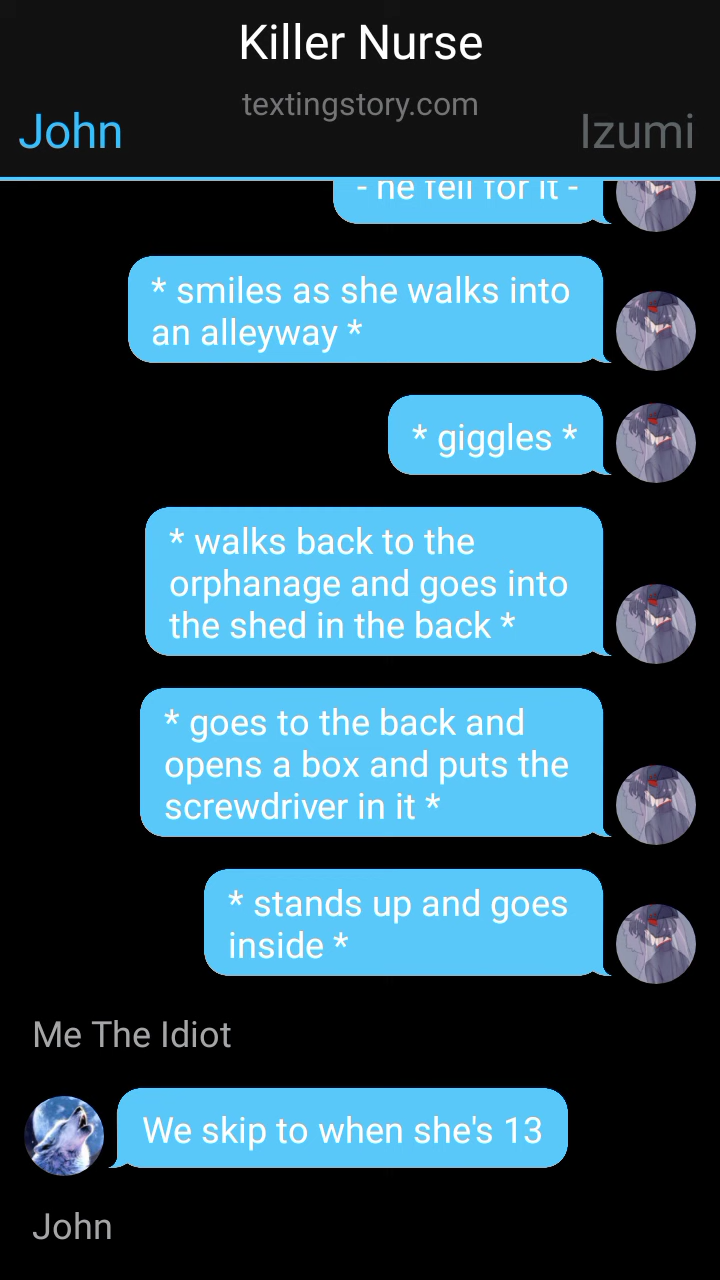 Killer Nurse
textingstory.com
John
Izumi
- he fell for it -
* smiles as she walks into
an alleyway *
* giggles *
* walks back to the
orphanage and goes into
the shed in the back *
* goes to the back and
opens a box and puts the
screwdriver in it *
* stands up and goes
inside *
Me The Idiot
We skip to when she's 13
John